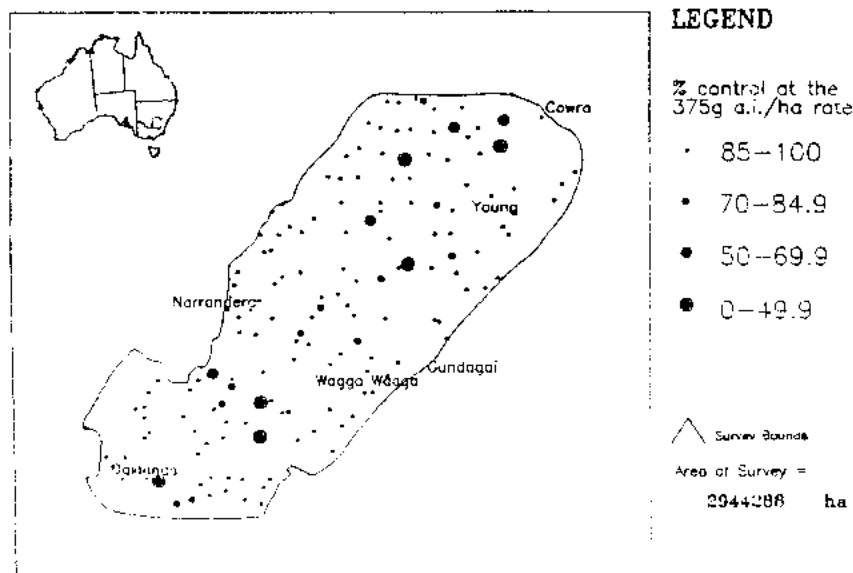 LEGEND
% control at the
375g a.i./ha rate
85-100
70-84.9
50-69.9
0-49.9
Cowra
Young
Narrandera
Wagga Wagga
Gundagai
Survey Bounds
Area of Survey =
ha